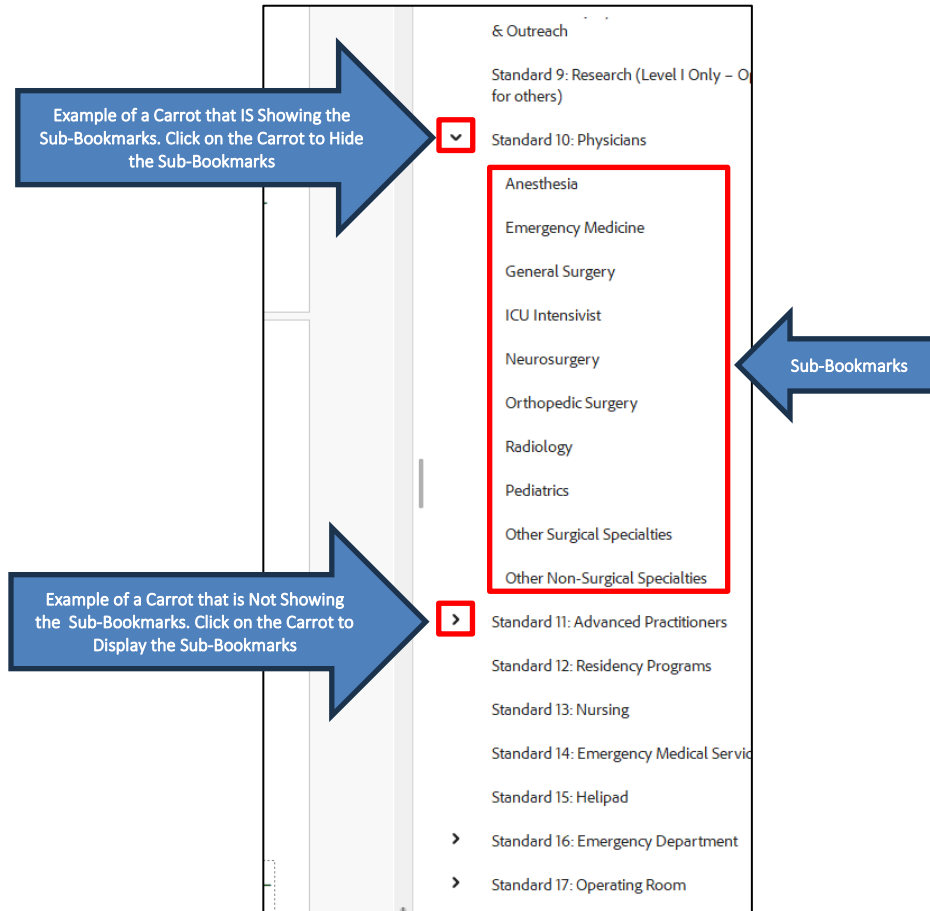 & Outreach
Standard 9: Research (Level I Only –
for others)
Example of a Carrot that IS Showing the
Sub-Bookmarks. Click on the Carrot to Hide
the Sub-Bookmarks
Standard 10: Physicians
Anesthesia
Emergency Medicine
General Surgery
ICU Intensivist
Neurosurgery
Sub-Bookmarks
Orthopedic Surgery
Radiology
Pediatrics
Other Surgical Specialties
Other Non-Surgical Specialties
Example of a Carrot that is Not Showing
the Sub-Bookmarks. Click on the Carrot to
Display the Sub-Bookmarks
Standard 11: Advanced Practitioners
Standard 12: Residency Programs
Standard 13: Nursing
Standard 14: Emergency Medical Servic
Standard 15: Helipad
Standard 16: Emergency Department
Standard 17: Operating Room